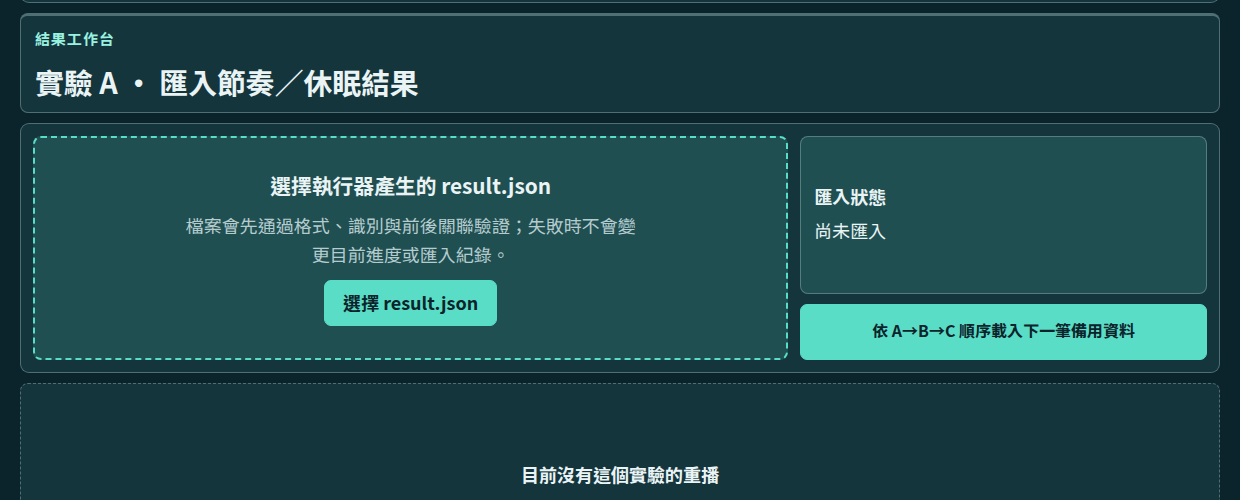 結果工作台
實驗 A · 匯入節奏／休眠結果
選擇執行器產生的 result.json
檔案會先通過格式、識別與前後關聯驗證；失敗時不會變
更目前進度或匯入紀錄。
選擇 result.json
匯入狀態
尚未匯入
依 A→B→C 順序載入下一筆備用資料
目前沒有這個實驗的重播